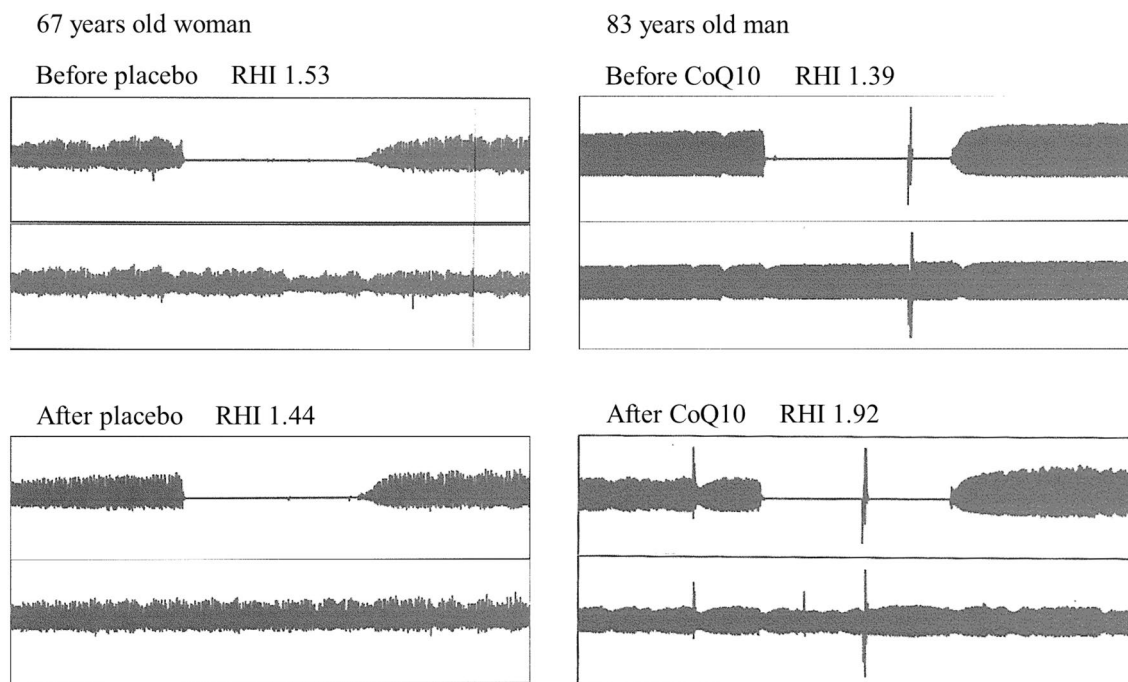 67 years old woman
Before placebo RHI 1.53
After placebo RHI 1.44
83 years old man
Before CoQ10 RHI 1.39
After CoQ10 RHI 1.92